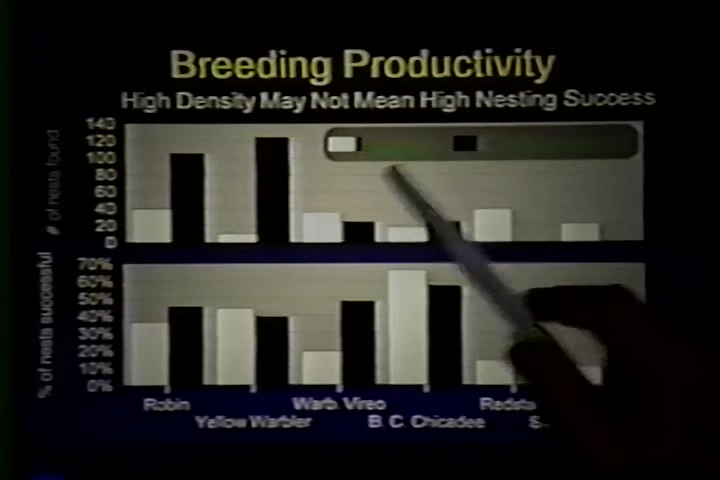 Breeding Productivity
High Density May Not Mean High Nesting Success
# of nests found
140
120
100
80
60
40
20
0
% of nests successful
70%
60%
50%
40%
30%
20%
10%
0%
Robin
Yellow Warbler
Warb. Vireo
B. C. Chicadee